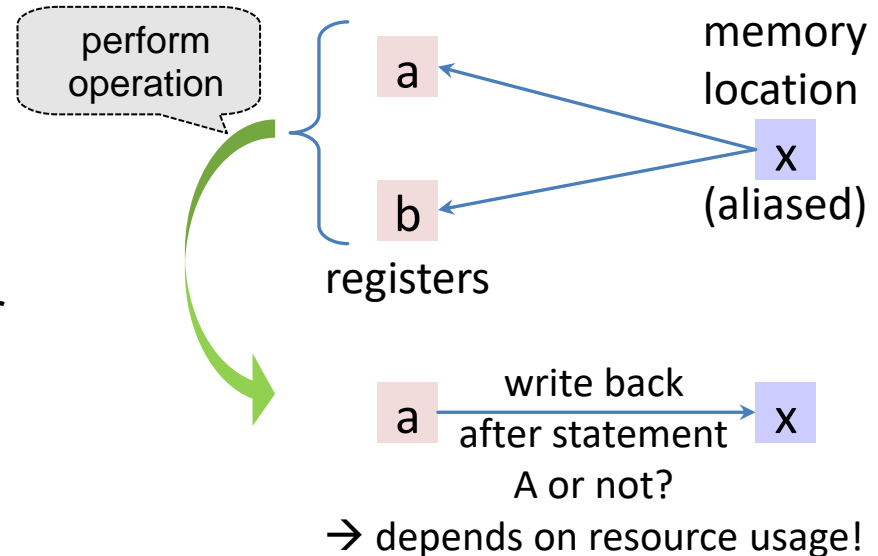 perform
operation
a
memory
location
x
(aliased)
b
registers
write back
a
x
after statement
A or not?
→ depends on resource usage!